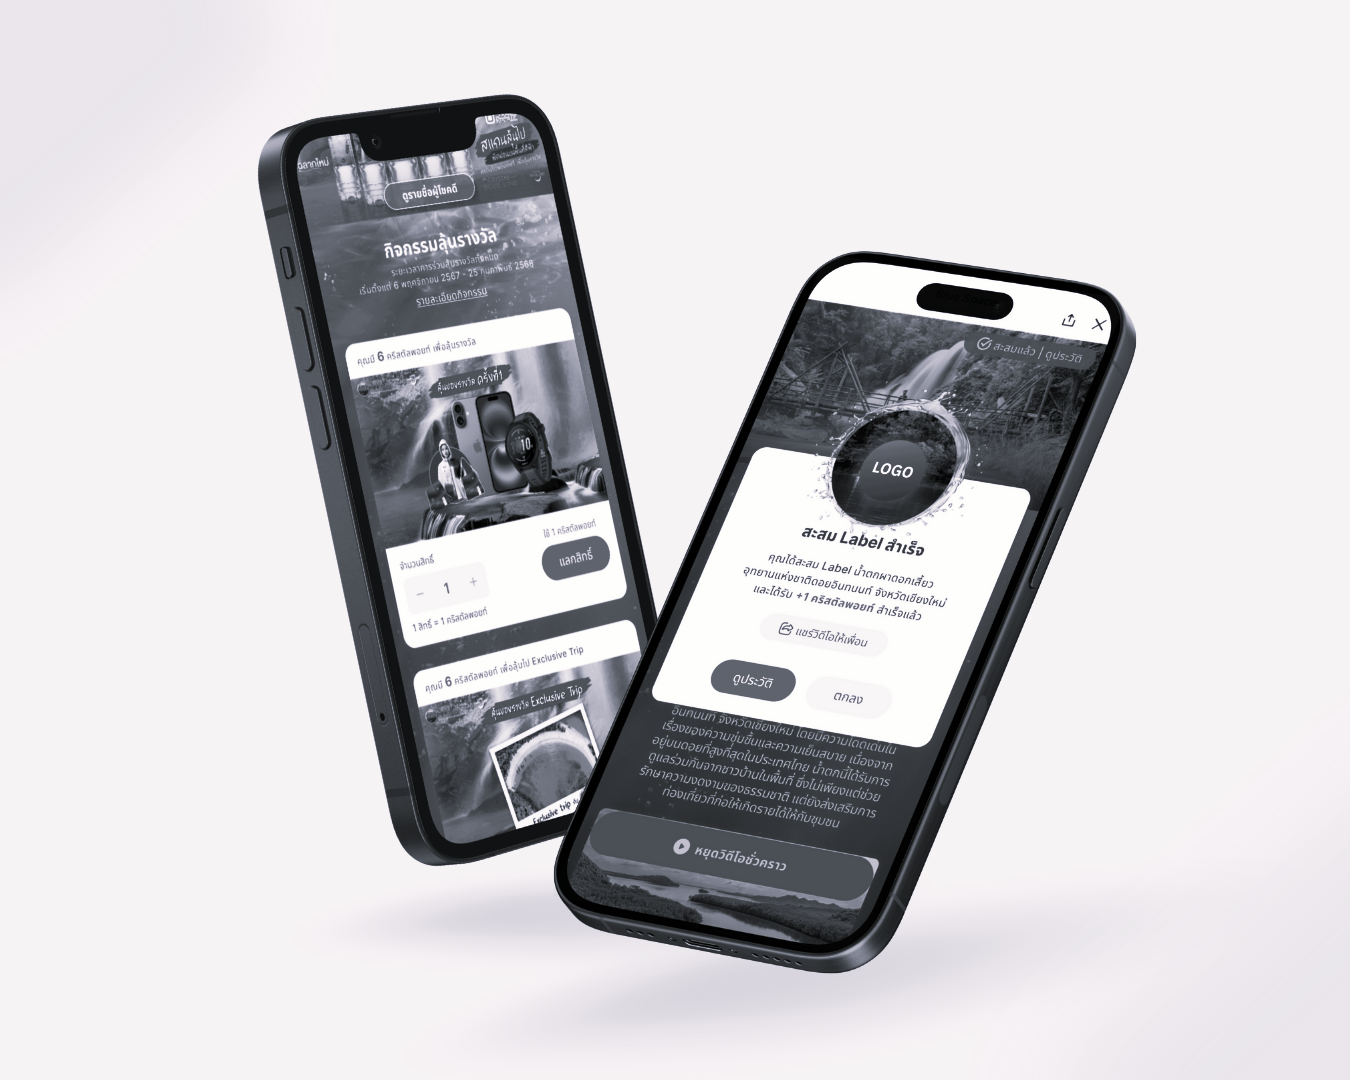 ฉลากใหม่
สแกนลุ้นไป
ดูรายชื่อผู้โชคดี
กิจกรรมลุ้นรางวัล
ระยะเวลาการร่วมลุ้นรางวัลทั้งหมด
เริ่มตั้งแต่ 6 พฤศจิกายน 2567 - 25 กุมภาพันธ์ 2568
รายละเอียดกิจกรรม
คุณมี 6 คริสตัลพอยท์ เพื่อลุ้นรางวัล
ลุ้นของรางวัล ครั้งที่1
10
จำนวนสิทธิ์
ใช้ 1 คริสตัลพอยท์
− 1 +
แลกสิทธิ์
1 สิทธิ์ = 1 คริสตัลพอยท์
คุณมี 6 คริสตัลพอยท์ เพื่อลุ้นไป Exclusive Trip
ลุ้นของรางวัล Exclusive Trip
Exclusive trip
สะสมแล้ว | ดูประวัติ
LOGO
สะสม Label สำเร็จ
คุณได้สะสม Label น้ำตกผาดอกเสี้ยว
อุทยานแห่งชาติดอยอินทนนท์ จังหวัดเชียงใหม่
และได้รับ +1 คริสตัลพอยท์ สำเร็จแล้ว
แชร์วิดีโอให้เพื่อน
ดูประวัติ
ตกลง
อินทนนท์ จังหวัดเชียงใหม่ โดยมีความโดดเด่นใน
เรื่องของความชุ่มชื้นและความเย็นสบาย เนื่องจาก
อยู่บนดอยที่สูงที่สุดในประเทศไทย น้ำตกนี้ได้รับการ
ดูแลร่วมกันจากชาวบ้านในพื้นที่ ซึ่งไม่เพียงแต่ช่วย
รักษาความงดงามของธรรมชาติ แต่ยังส่งเสริมการ
ท่องเที่ยวที่ก่อให้เกิดรายได้ให้กับชุมชน
หยุดวิดีโอชั่วคราว